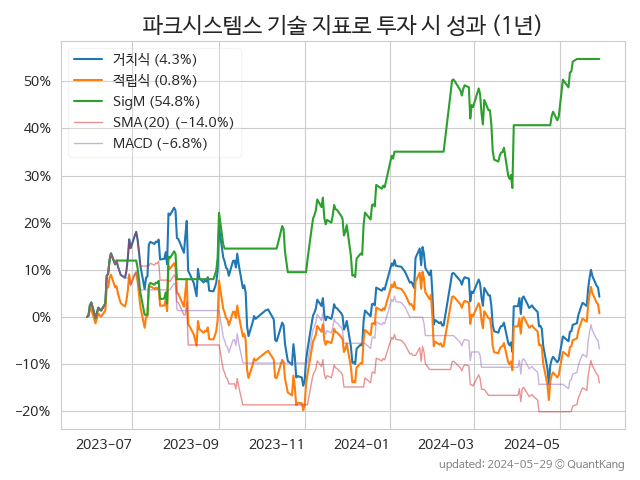 파크시스템스 기술 지표로 투자 시 성과 (1년)
거치식 (4.3%)
적립식 (0.8%)
SigM (54.8%)
SMA(20) (−14.0%)
MACD (−6.8%)
50%
40%
30%
20%
10%
0%
−10%
−20%
2023−07 2023−09 2023−11 2024−01 2024−03 2024−05
updated: 2024−05−29 © QuantKang